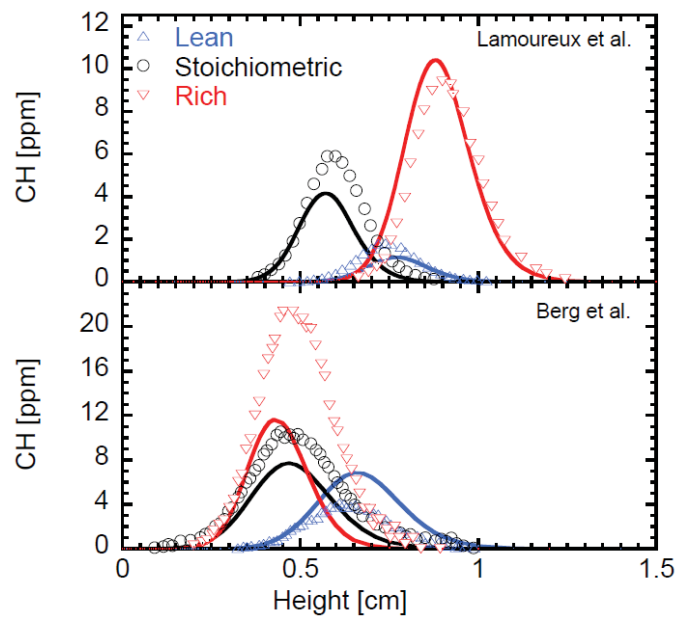 Lamoureux et al.
△ Lean
○ Stoichiometric
▽ Rich
CH [ppm]
12
10
8
6
4
2
0
Berg et al.
CH [ppm]
20
16
12
8
4
0
0 0.5 1 1.5
Height [cm]